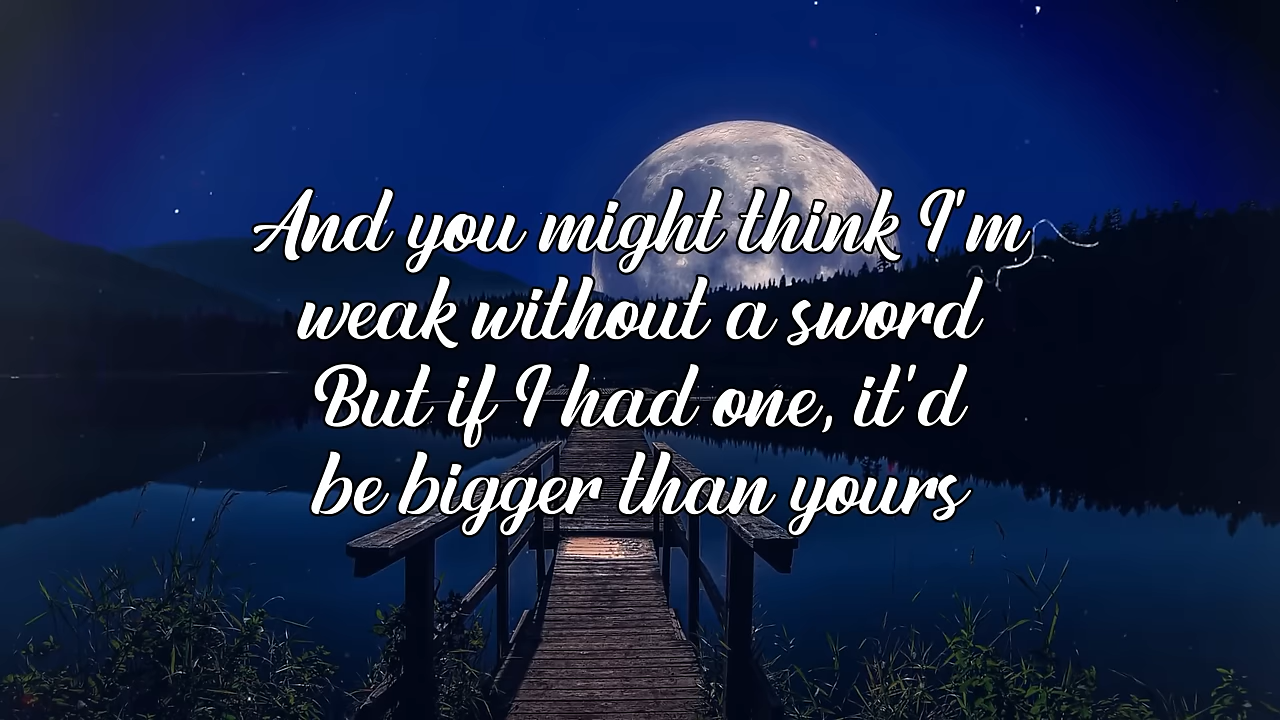 And you might think I'm
weak without a sword
But if I had one, it'd
be bigger than yours